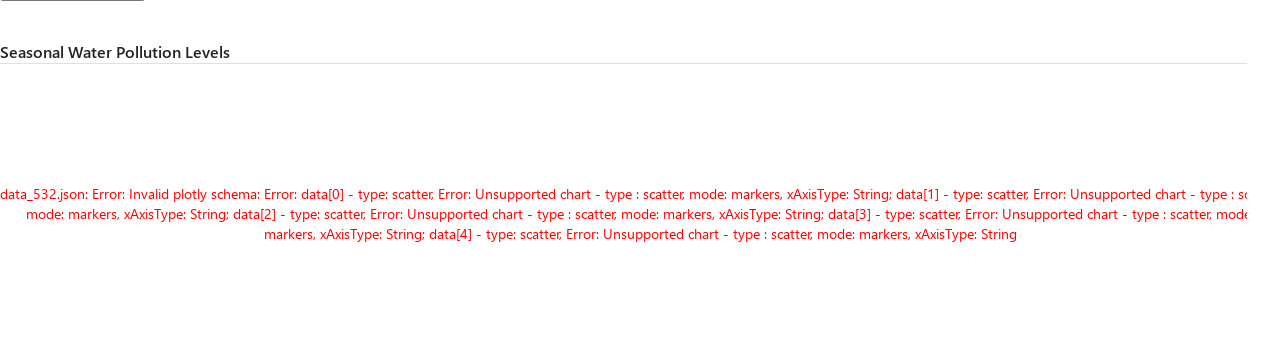 Seasonal Water Pollution Levels
data_532.json: Error: Invalid plotly schema: Error: data[0] - type: scatter, Error: Unsupported chart - type : scatter, mode: markers, xAxisType: String; data[1] - type: scatter, Error: Unsupported chart - type :
mode: markers, xAxisType: String; data[2] - type: scatter, Error: Unsupported chart - type : scatter, mode: markers, xAxisType: String; data[3] - type: scatter, Error: Unsupported chart - type : scatter, mode:
markers, xAxisType: String; data[4] - type: scatter, Error: Unsupported chart - type : scatter, mode: markers, xAxisType: String